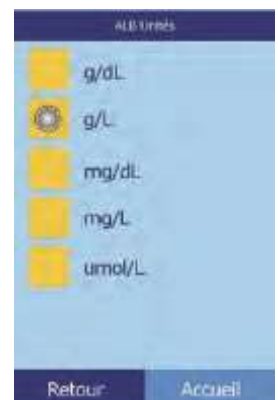 ALB Unités
g/dL
g/L
mg/dL
mg/L
umol/L
Retour Accueil